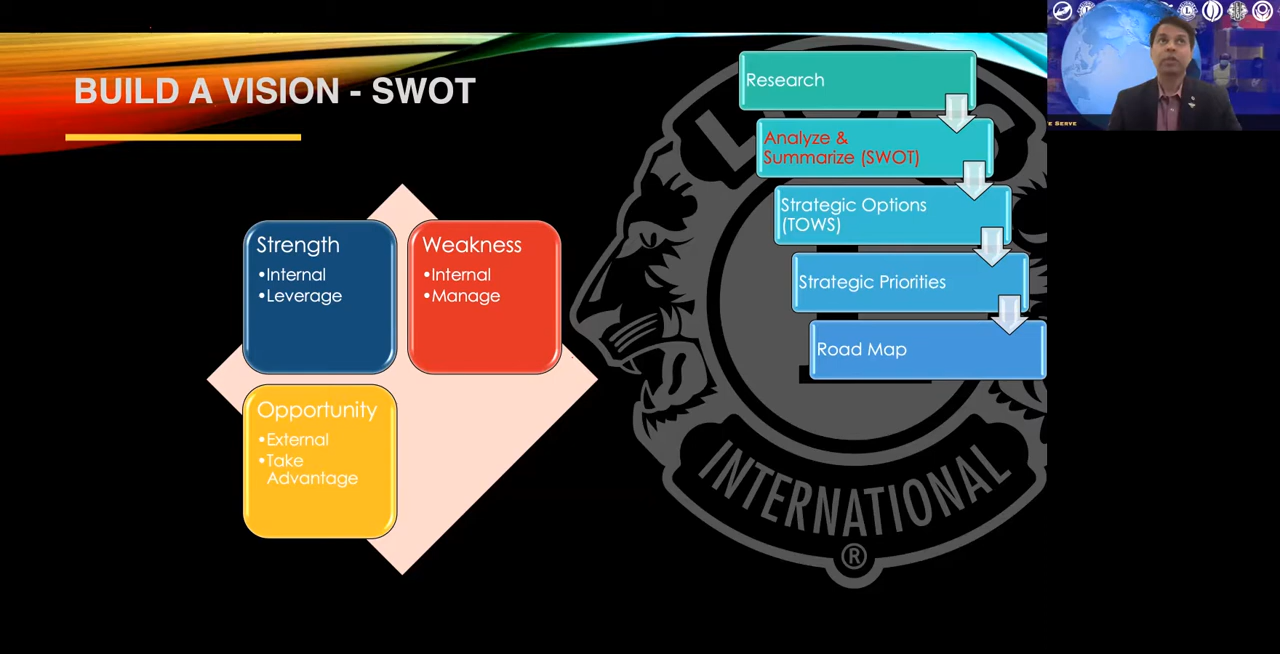 BUILD A VISION - SWOT
Strength
•Internal
•Leverage
Weakness
•Internal
•Manage
Opportunity
•External
•Take
Advantage
Research
Analyze &
Summarize (SWOT)
Strategic Options
(TOWS)
Strategic Priorities
Road Map
INTERNATIONAL
®
SERVE